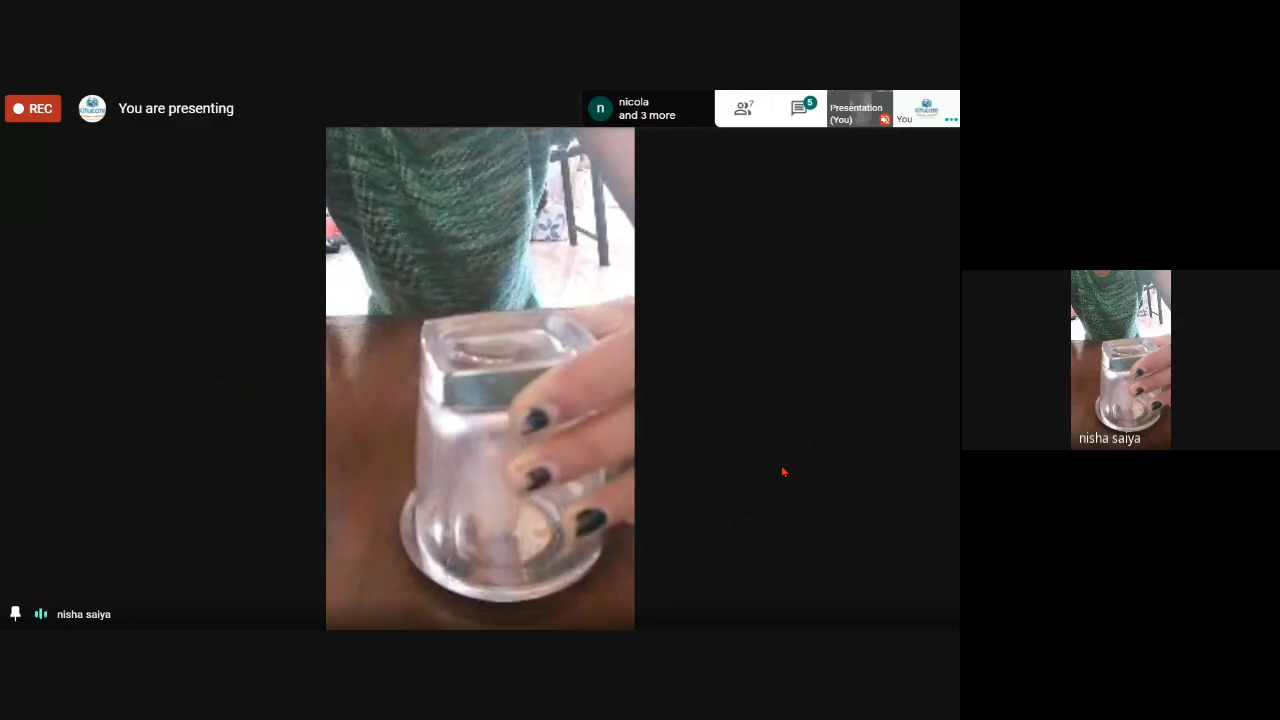 REC
You are presenting
n
nicola
and 3 more
7
5
Presentation
(You)
You
nisha saiya
nisha saiya